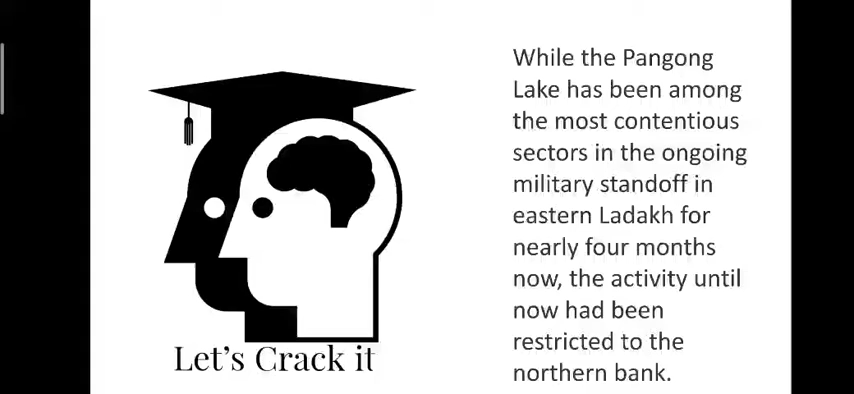 While the Pangong
Lake has been among
the most contentious
sectors in the ongoing
military standoff in
eastern Ladakh for
nearly four months
now, the activity until
now had been
restricted to the
northern bank.
Let's Crack it